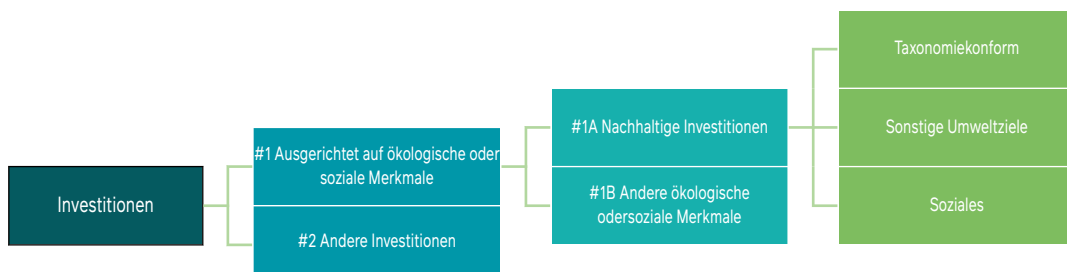 Investitionen
#1 Ausgerichtet auf ökologische oder
soziale Merkmale
#2 Andere Investitionen
#1A Nachhaltige Investitionen
#1B Andere ökologische
odersoziale Merkmale
Taxonomiekonform
Sonstige Umweltziele
Soziales